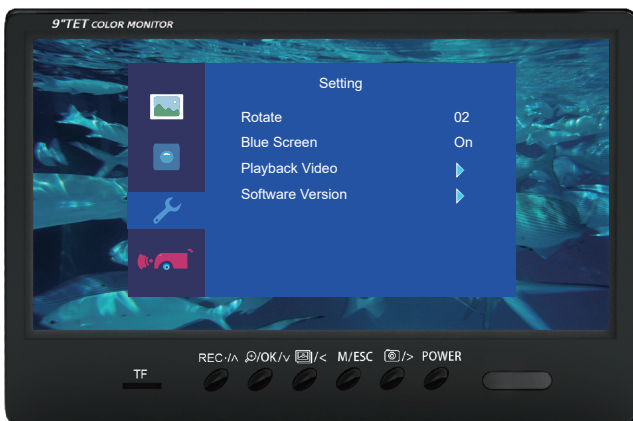 9"TET COLOR MONITOR
Setting
Rotate 02
Blue Screen On
Playback Video
Software Version
REC·/∧ /OK/∨ /< M/ESC /> POWER
TF